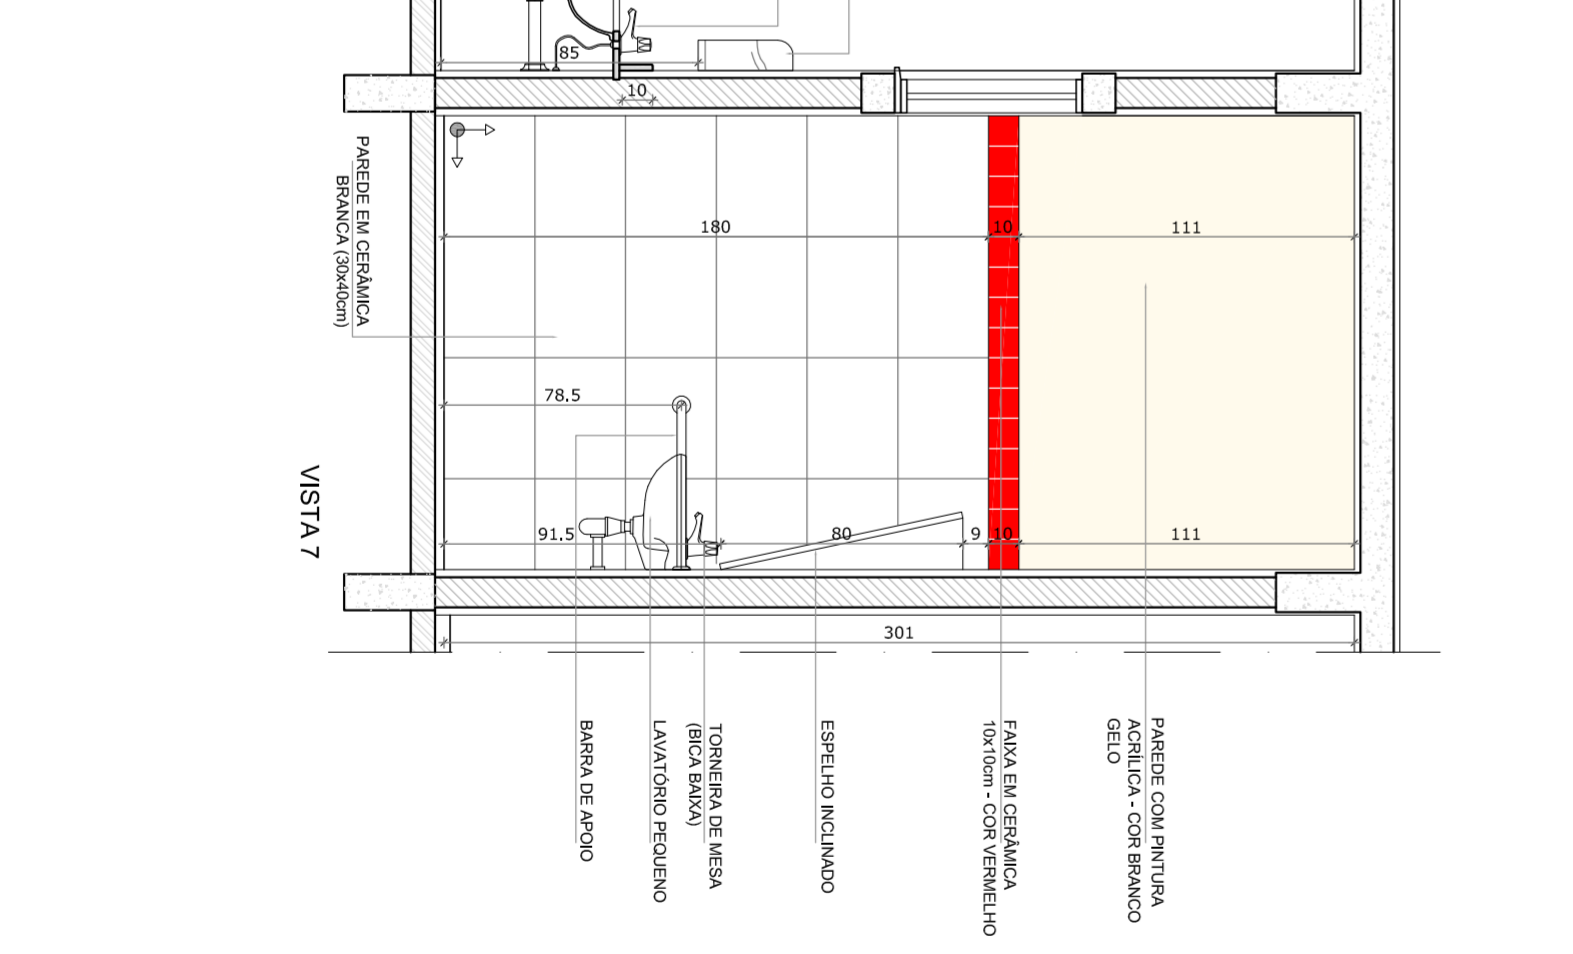 85
10
180
10
111
78.5
91.5
80
9
10
111
301
PAREDE EM CERÂMICA
BRANCA (30x40cm)
VISTA 7
BARRA DE APOIO
LAVATÓRIO PEQUENO
TORNEIRA DE MESA
(BICA BAIXA)
ESPELHO INCLINADO
FAIXA EM CERÂMICA
10x10cm - COR VERMELHO
PAREDE COM PINTURA
ACRÍLICA - COR BRANCO
GELO